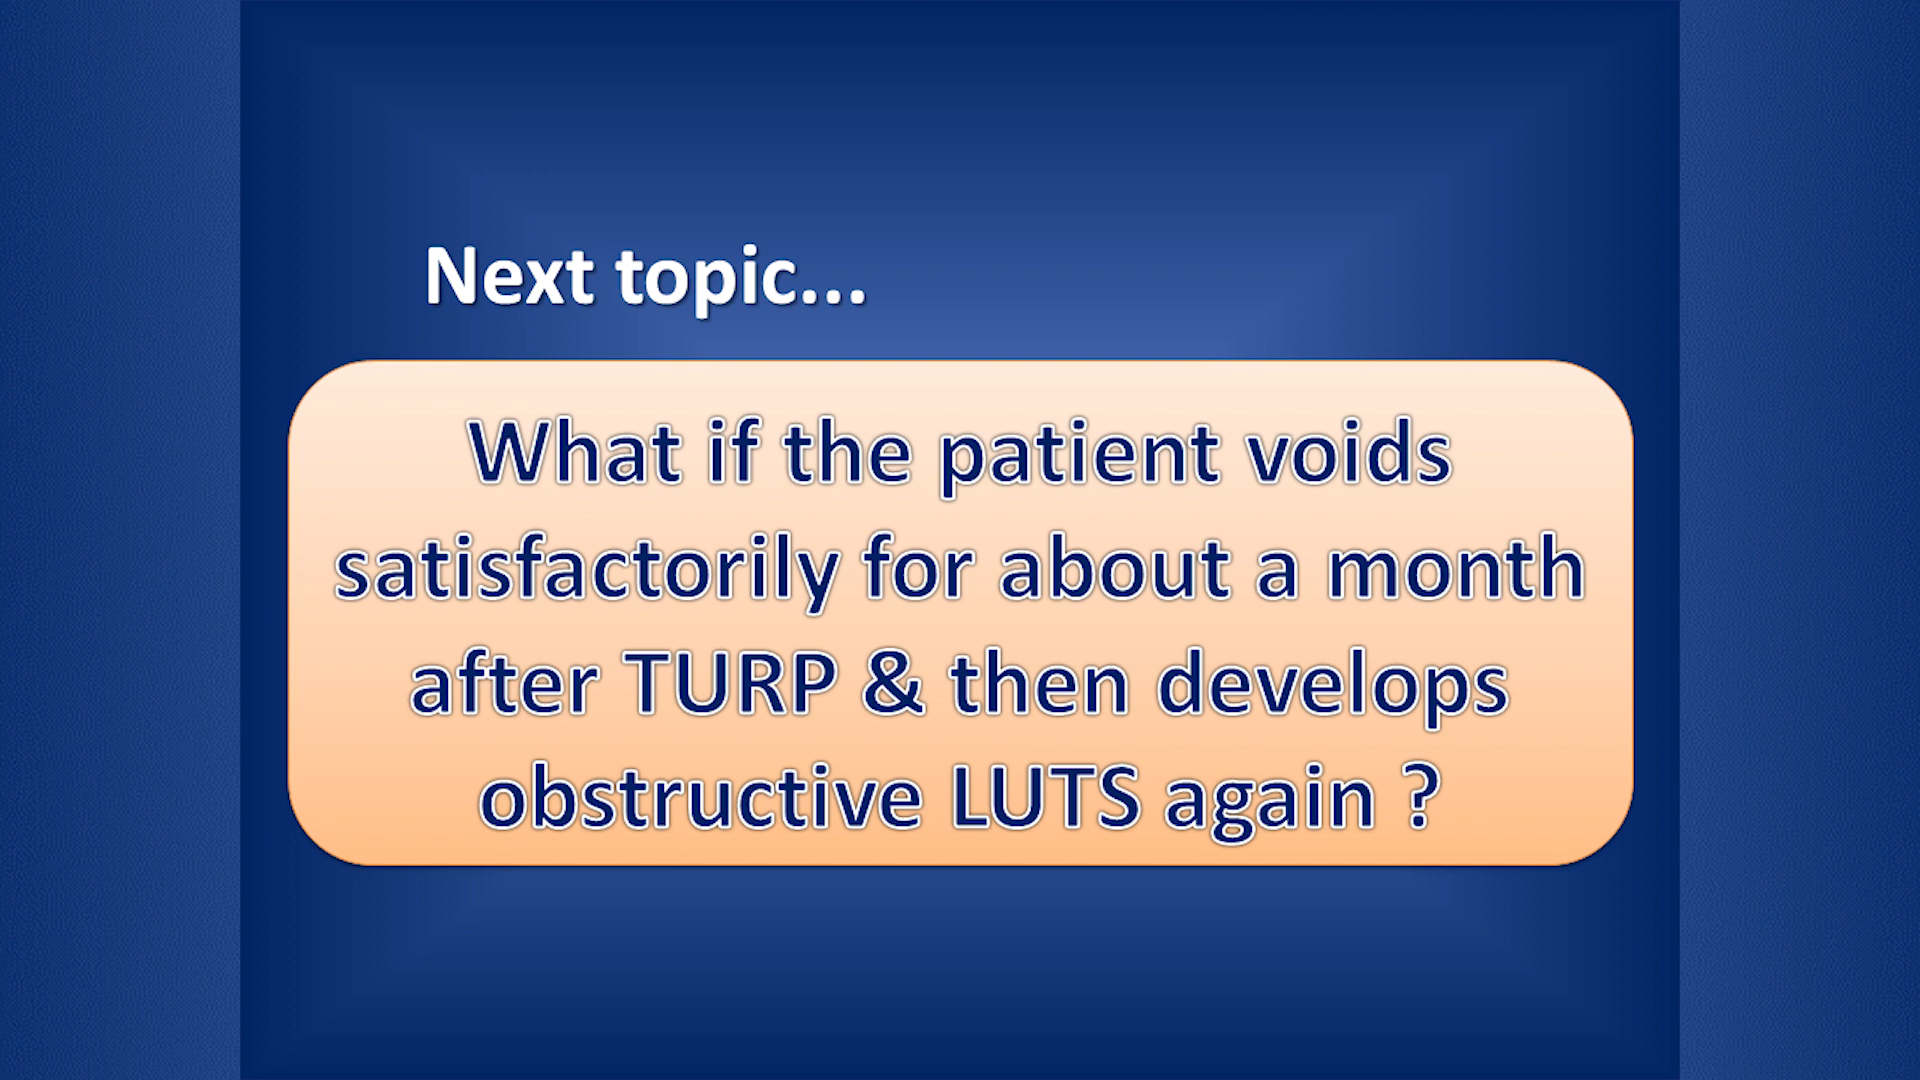 Next topic...
What if the patient voids
satisfactorily for about a month
after TURP & then develops
obstructive LUTS again ?